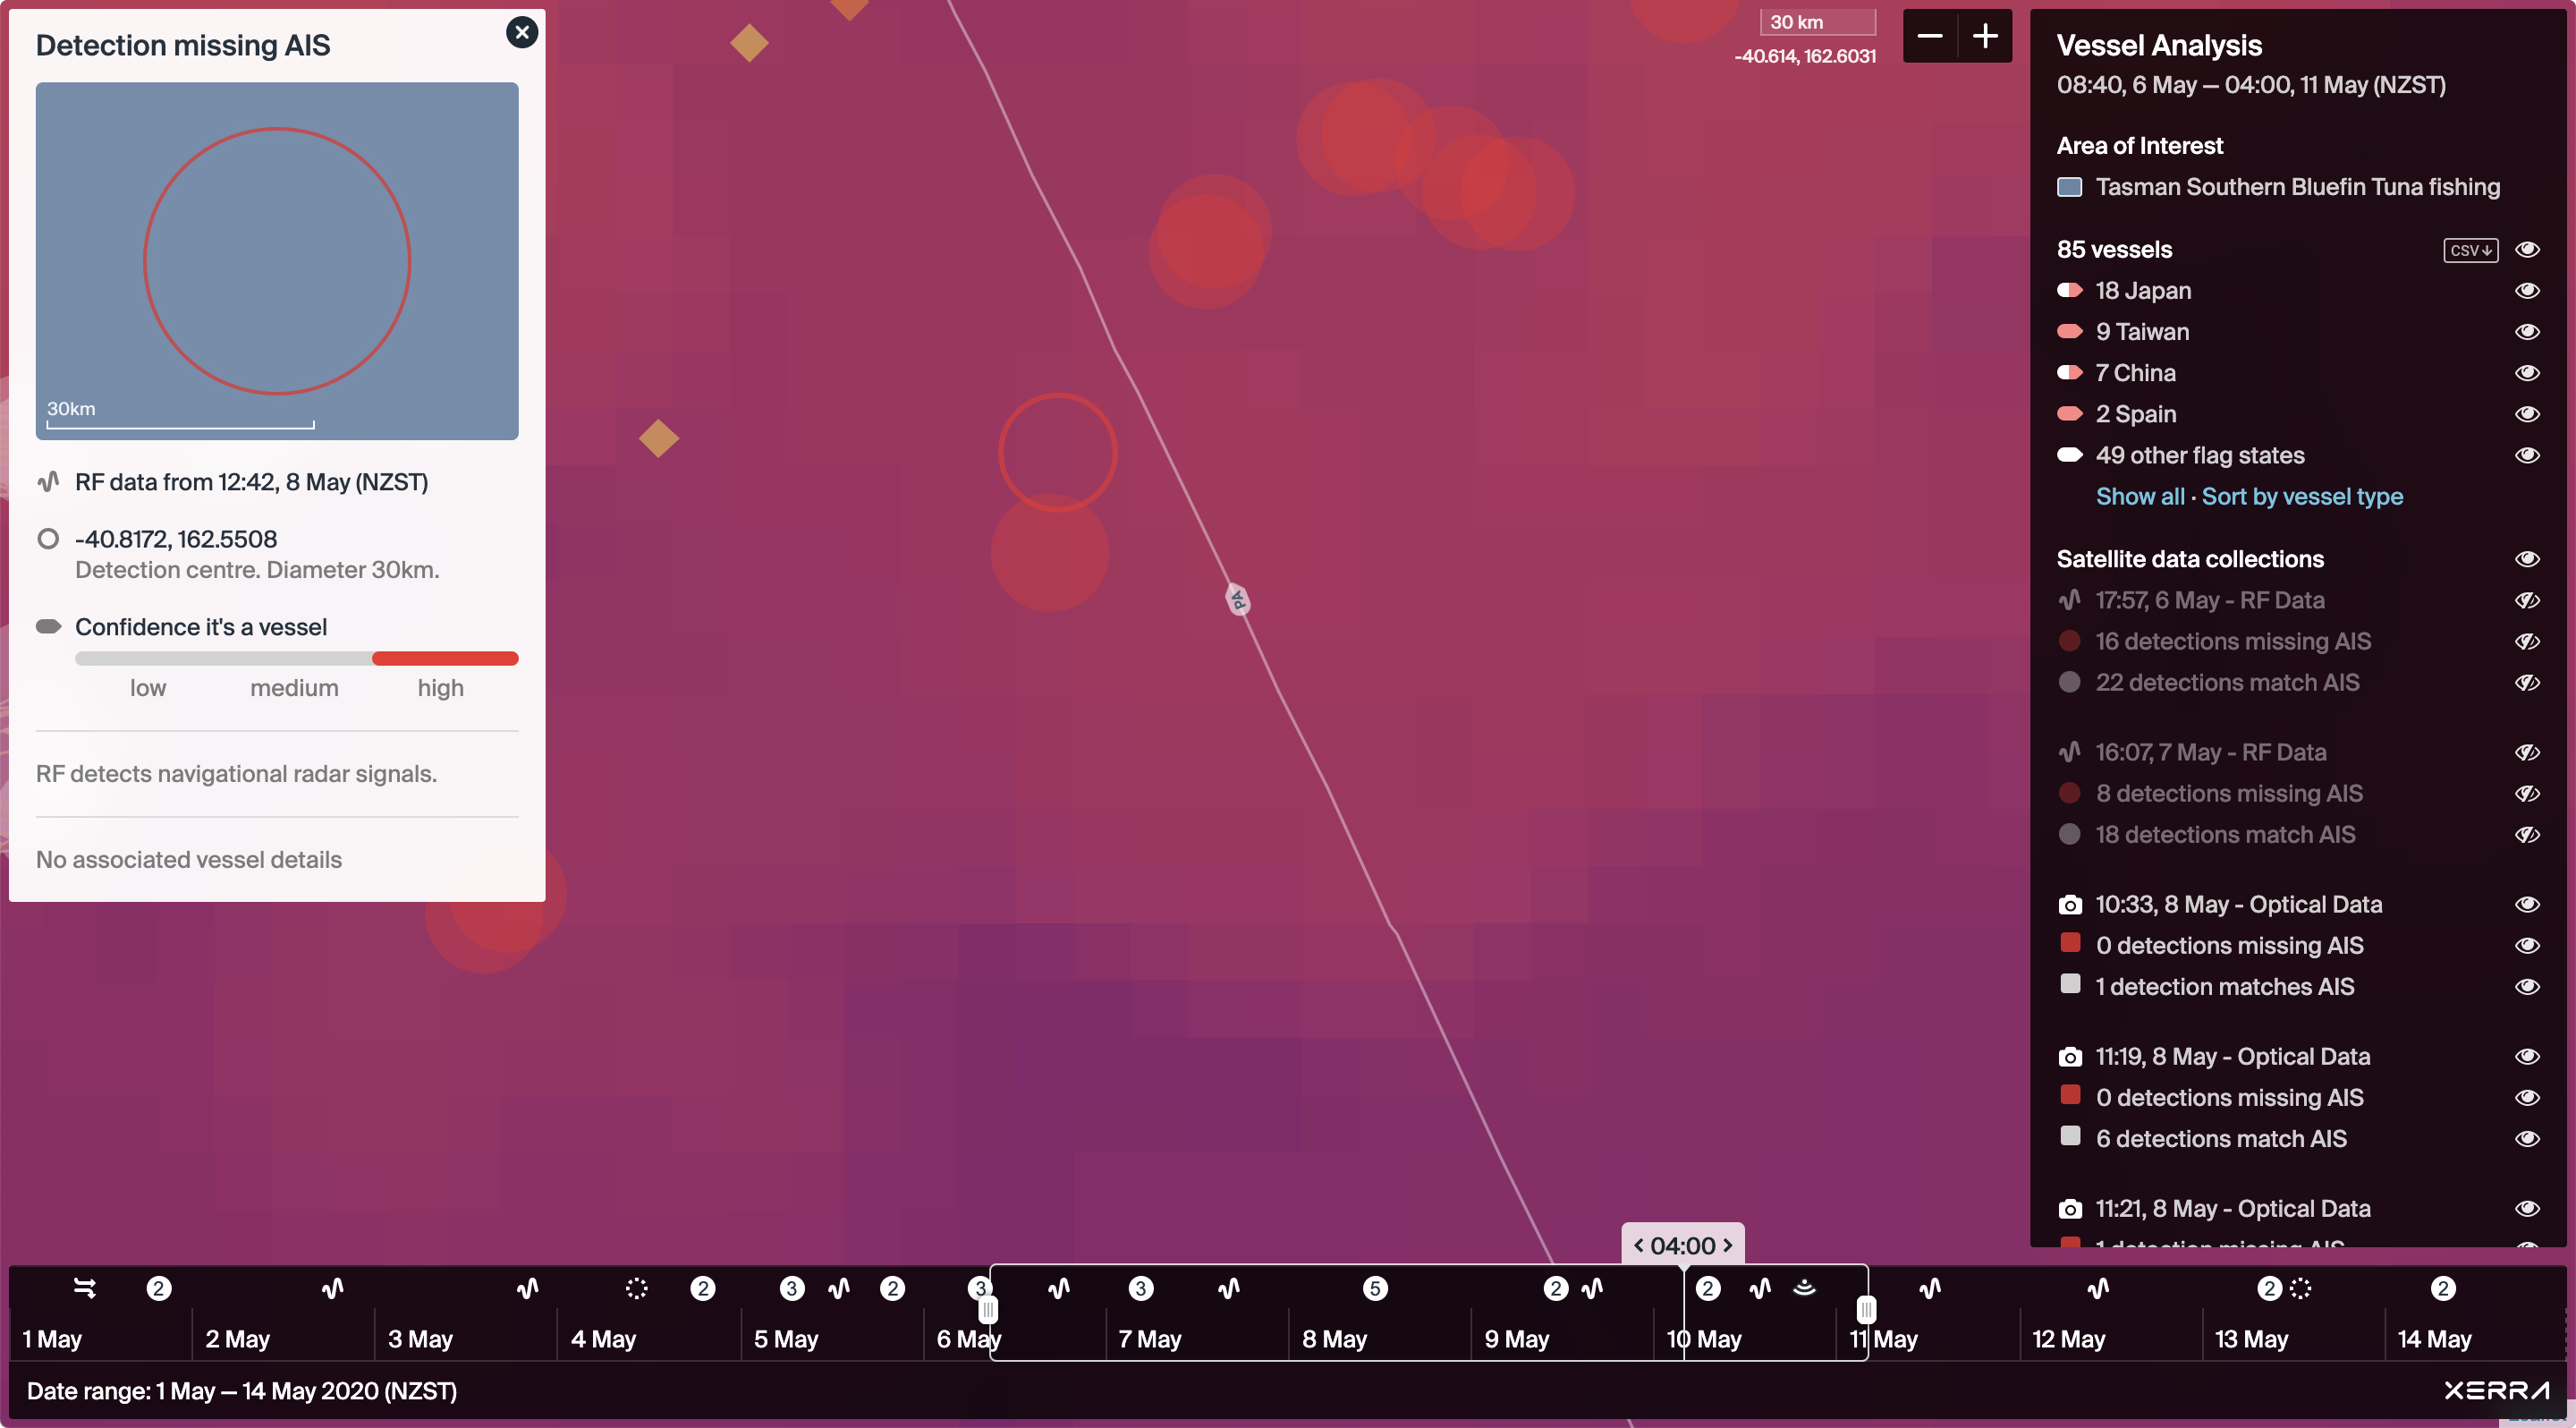 Detection missing AIS
30km
RF data from 12:42, 8 May (NZST)
-40.8172, 162.5508
Detection centre. Diameter 30km.
Confidence it's a vessel
low medium high
RF detects navigational radar signals.
No associated vessel details
30 km
-40.614, 162.6031
PA
Vessel Analysis
08:40, 6 May — 04:00, 11 May (NZST)
Area of Interest
Tasman Southern Bluefin Tuna fishing
85 vessels CSV
18 Japan
9 Taiwan
7 China
2 Spain
49 other flag states
Show all · Sort by vessel type
Satellite data collections
17:57, 6 May - RF Data
16 detections missing AIS
22 detections match AIS
16:07, 7 May - RF Data
8 detections missing AIS
18 detections match AIS
10:33, 8 May - Optical Data
0 detections missing AIS
1 detection matches AIS
11:19, 8 May - Optical Data
0 detections missing AIS
6 detections match AIS
11:21, 8 May - Optical Data
1 detection missing AIS
04:00
2 2 3 2 3 3 5 2 2 2 2
1 May 2 May 3 May 4 May 5 May 6 May 7 May 8 May 9 May 10 May 11 May 12 May 13 May 14 May
Date range: 1 May — 14 May 2020 (NZST)
XERRA